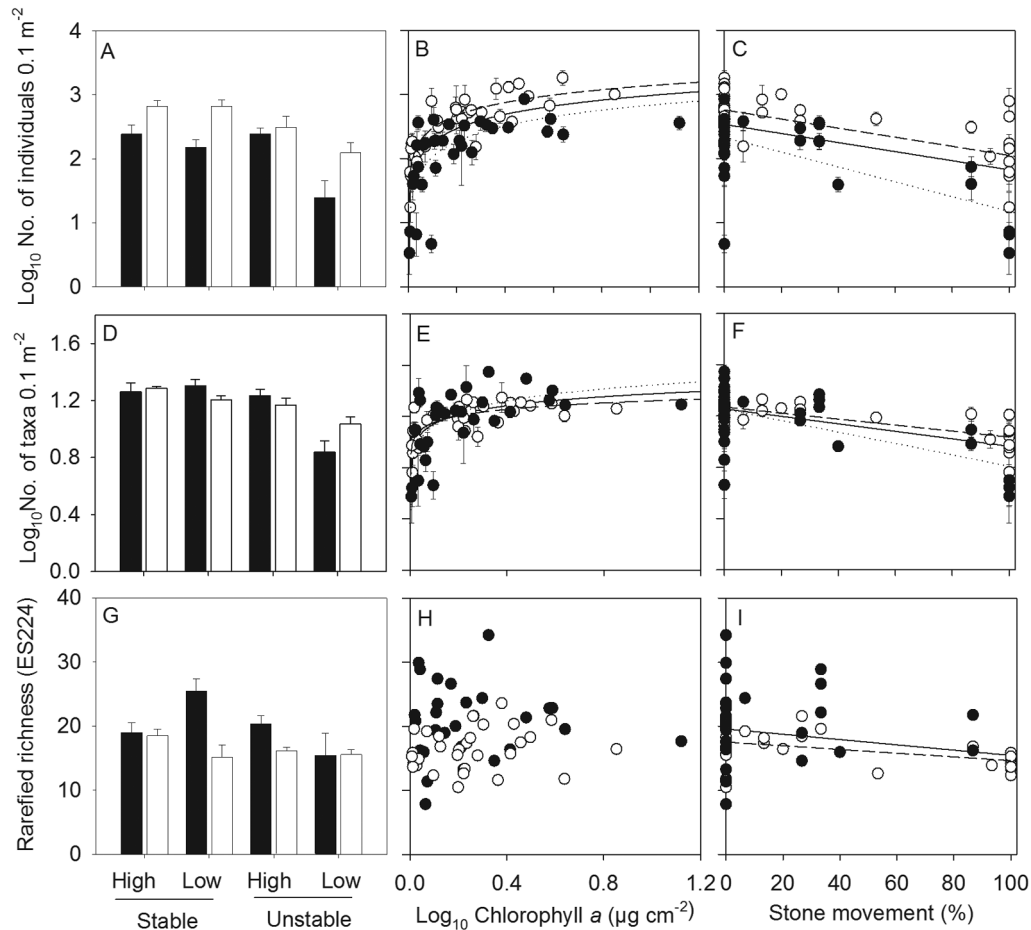 A
B
C
4
3
2
1
0
Log₁₀ No. of individuals 0.1 m⁻²
D
E
F
1.6
1.2
0.8
0.4
0.0
Log₁₀No. of taxa 0.1 m⁻²
G
H
I
40
30
20
10
0
Rarefied richness (ES224)
High Low High Low
Stable Unstable
0.0 0.4 0.8 1.2
Log₁₀ Chlorophyll a (µg cm⁻²)
0 20 40 60 80 100
Stone movement (%)